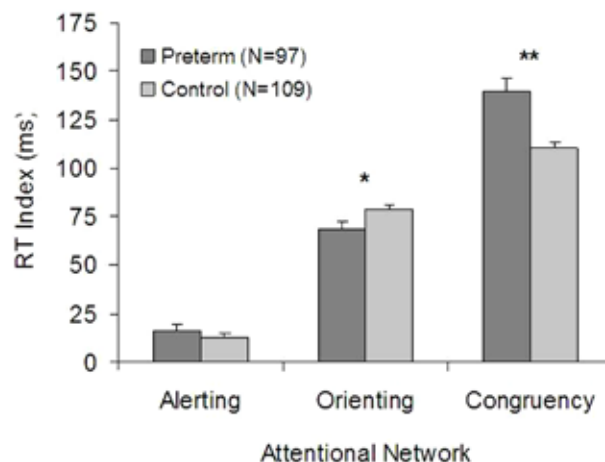 175
150
125
100
75
50
25
0
RT Index (ms)
Preterm (N=97)
Control (N=109)
*
**
Alerting Orienting Congruency
Attentional Network